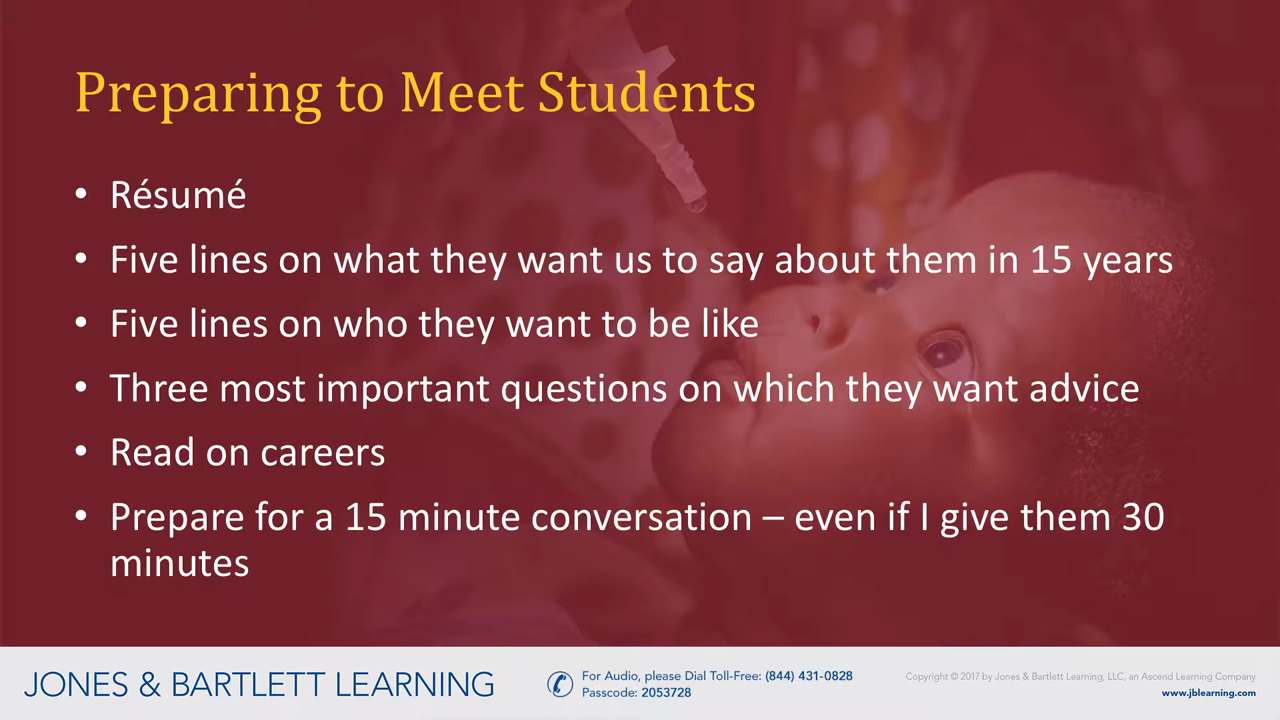 Preparing to Meet Students
• Résumé
• Five lines on what they want us to say about them in 15 years
• Five lines on who they want to be like
• Three most important questions on which they want advice
• Read on careers
• Prepare for a 15 minute conversation – even if I give them 30
minutes
JONES & BARTLETT LEARNING
For Audio, please Dial Toll-Free: (844) 431-0828
Passcode: 2053728
Copyright © 2017 by Jones & Bartlett Learning, LLC, an Ascend Learning Company
www.jblearning.com